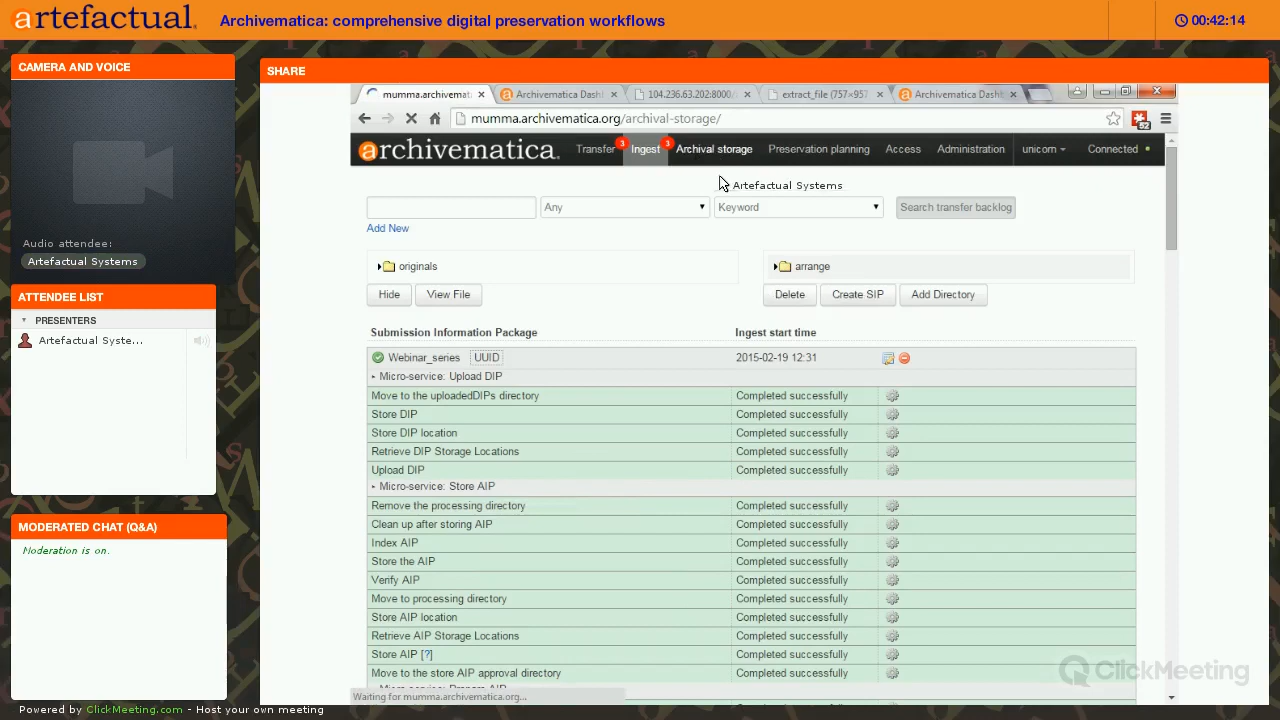 artefactual
Archivematica: comprehensive digital preservation workflows
00:42:14
CAMERA AND VOICE
Audio attendee:
Artefactual Systems
ATTENDEE LIST
PRESENTERS
Artefactual Syste...
MODERATED CHAT (Q&A)
Moderation is on.
Powered by ClickMeeting.com - Host your own meeting
SHARE
mumma.archivemat
Archivematica Dash
104.236.63.202:8000/
extract_file (757×957
Archivematica Dash
mumma.archivematica.org/archival-storage/
52
archivematica
Transfer 3 Ingest 3 Archival storage Preservation planning Access Administration unicorn Connected
Artefactual Systems
Any Keyword Search transfer backlog
Add New
originals
arrange
Hide View File
Delete Create SIP Add Directory
Submission Information Package Ingest start time
Webinar_series UUID 2015-02-19 12:31
Micro-service: Upload DIP
Move to the uploadedDIPs directory Completed successfully
Store DIP Completed successfully
Store DIP location Completed successfully
Retrieve DIP Storage Locations Completed successfully
Upload DIP Completed successfully
Micro-service: Store AIP
Remove the processing directory Completed successfully
Clean up after storing AIP Completed successfully
Index AIP Completed successfully
Store the AIP Completed successfully
Verify AIP Completed successfully
Move to processing directory Completed successfully
Store AIP location Completed successfully
Retrieve AIP Storage Locations Completed successfully
Store AIP [?] Completed successfully
Move to the store AIP approval directory Completed successfully
Micro-service: Prepare AIP
Completed successfully
Waiting for mumma.archivematica.org...
ClickMeeting